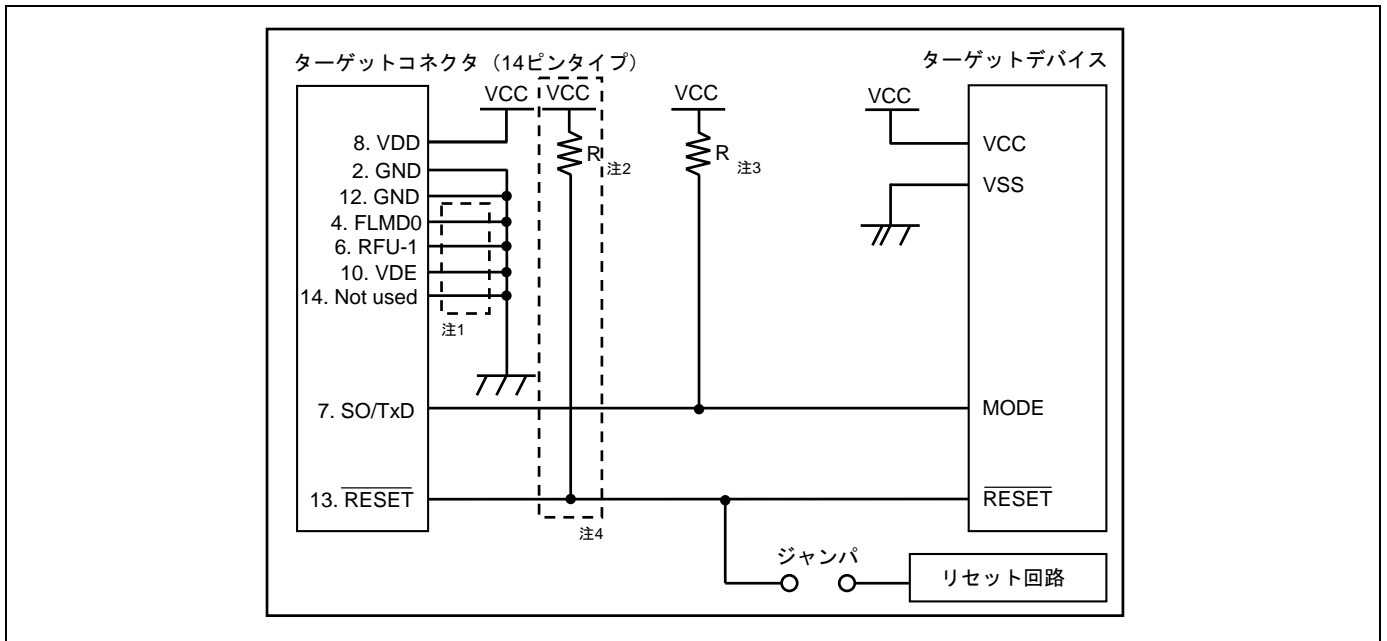 ターゲットコネクタ（14ピンタイプ）
ターゲットデバイス
VCC
VCC
VCC
VCC
8. VDD
2. GND
12. GND
4. FLMD0
6. RFU-1
10. VDE
14. Not used
注1
R
注2
R
注3
VCC
VSS
7. SO/TxD
MODE
13. RESET
RESET
注4
ジャンパ
リセット回路